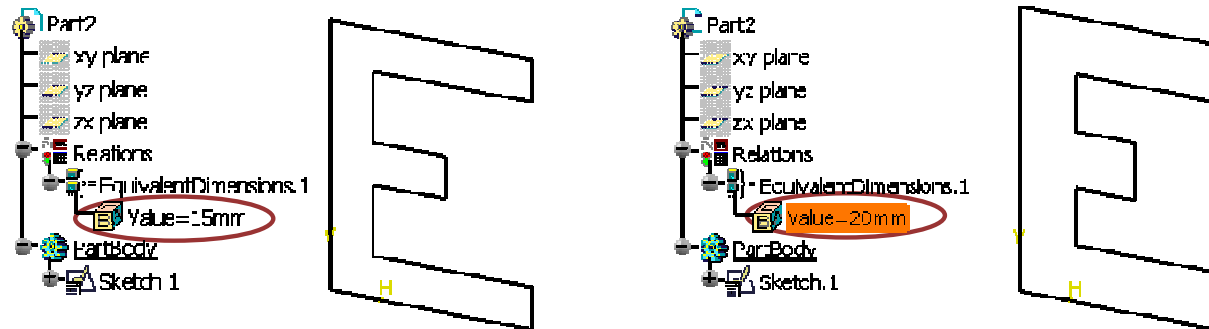 Part2
xy plane
yz plane
zx plane
Relations
EquivalentDimensions.1
Value=15mm
PartBody
Sketch.1
Y
H
Part2
xy plane
yz plane
zx plane
Relations
EquivalentDimensions.1
Value=20mm
PartBody
Sketch.1
Y
H